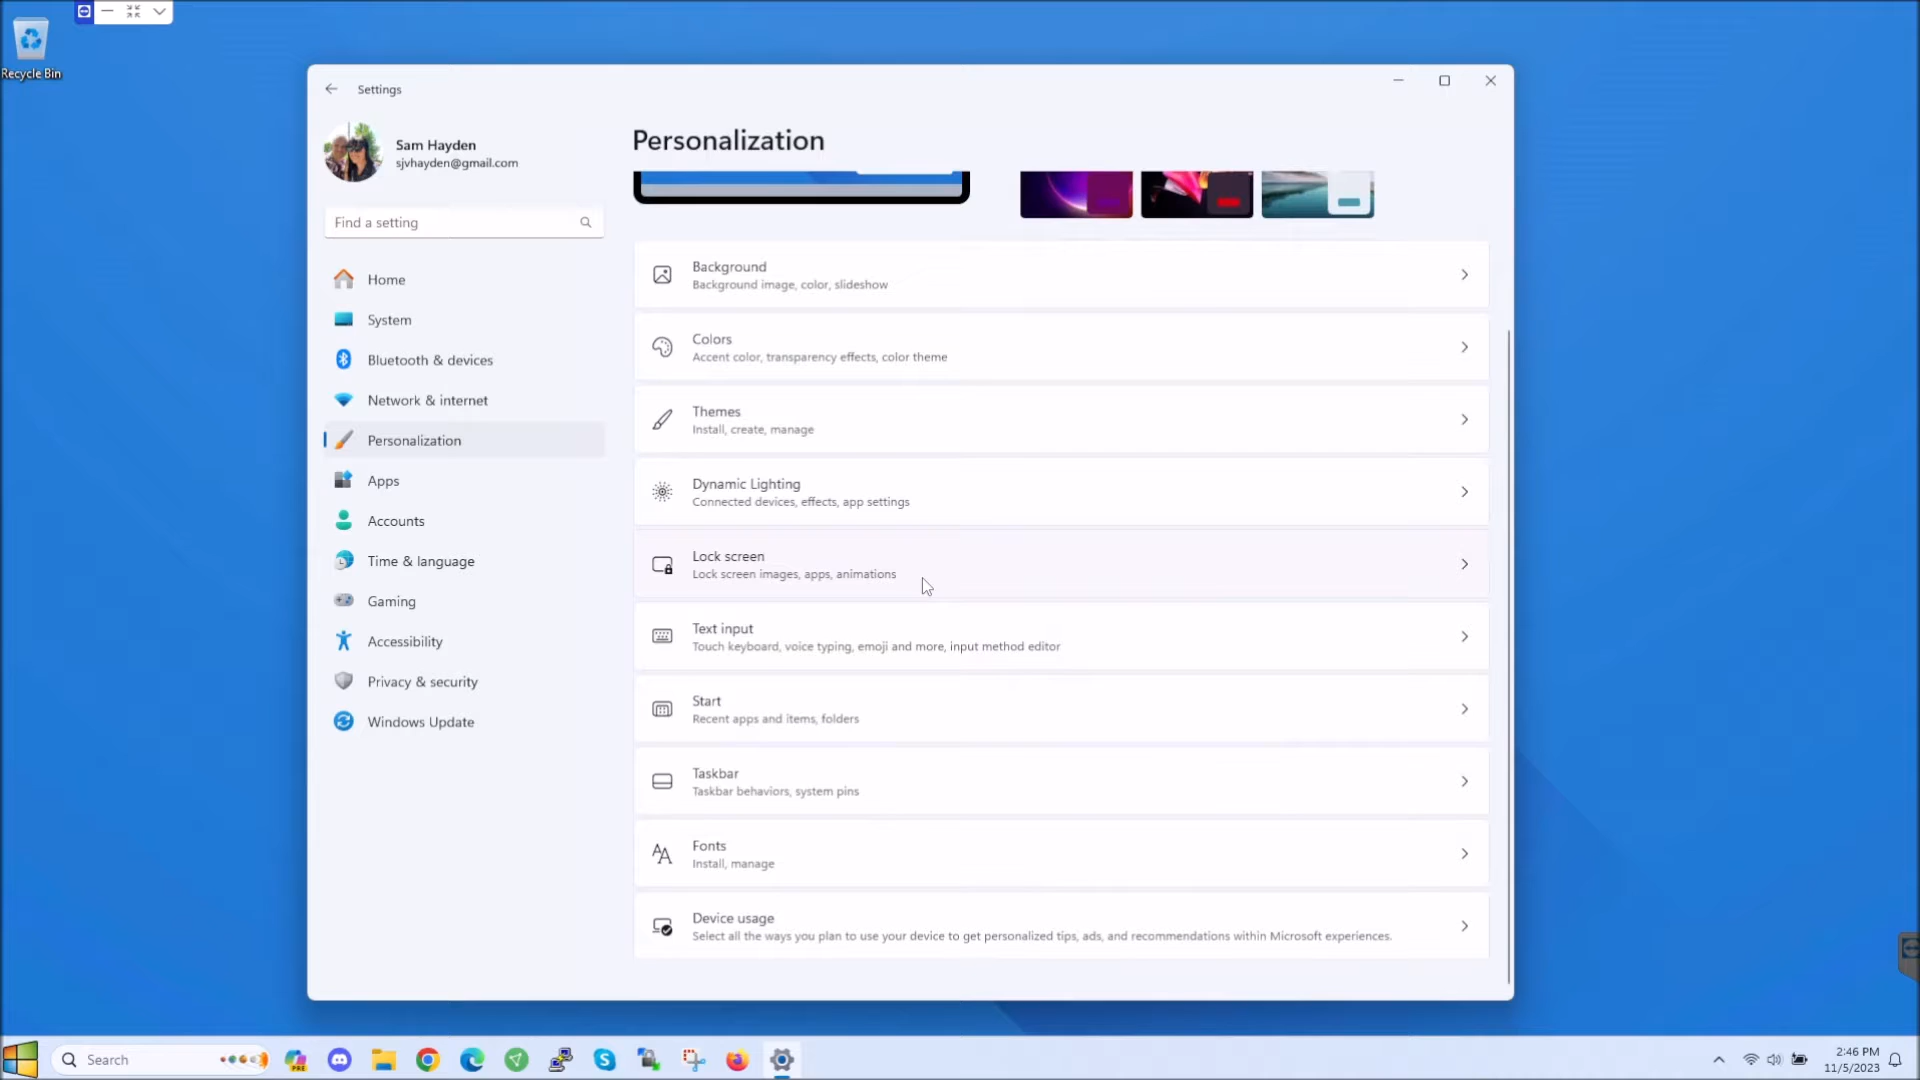 Recycle Bin
Settings
Sam Hayden
sjvhayden@gmail.com
Find a setting
Home
System
Bluetooth & devices
Network & internet
Personalization
Apps
Accounts
Time & language
Gaming
Accessibility
Privacy & security
Windows Update
Personalization
Background
Background image, color, slideshow
Colors
Accent color, transparency effects, color theme
Themes
Install, create, manage
Dynamic Lighting
Connected devices, effects, app settings
Lock screen
Lock screen images, apps, animations
Text input
Touch keyboard, voice typing, emoji and more, input method editor
Start
Recent apps and items, folders
Taskbar
Taskbar behaviors, system pins
Fonts
Install, manage
Device usage
Select all the ways you plan to use your device to get personalized tips, ads, and recommendations within Microsoft experiences.
Search
PRE
2:46 PM
11/5/2023